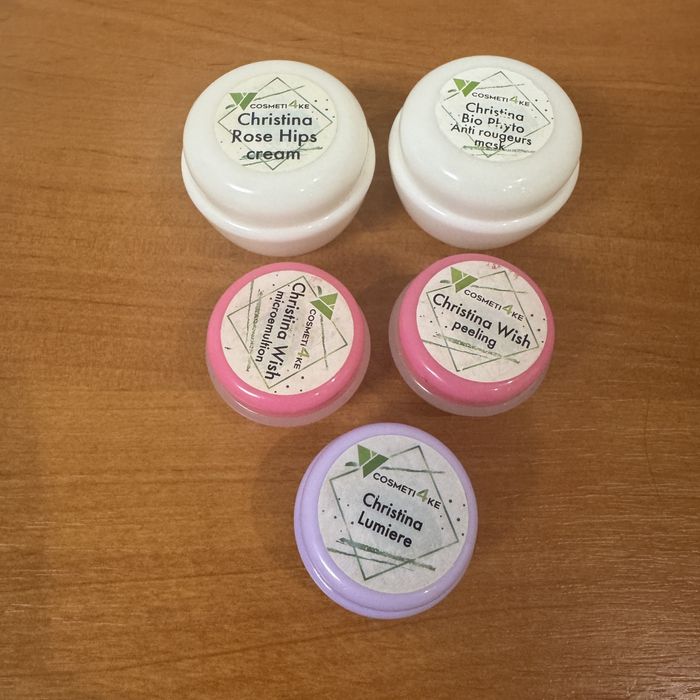 COSMETI4KE
Christina
Rose Hips
cream
COSMETI4KE
Christina
Bio Phyto
Anti rougeurs
mask
COSMETI4KE
Christina Wish
microemulfion
COSMETI4KE
Christina Wish
peeling
COSMETI4KE
Christina
Lumiere